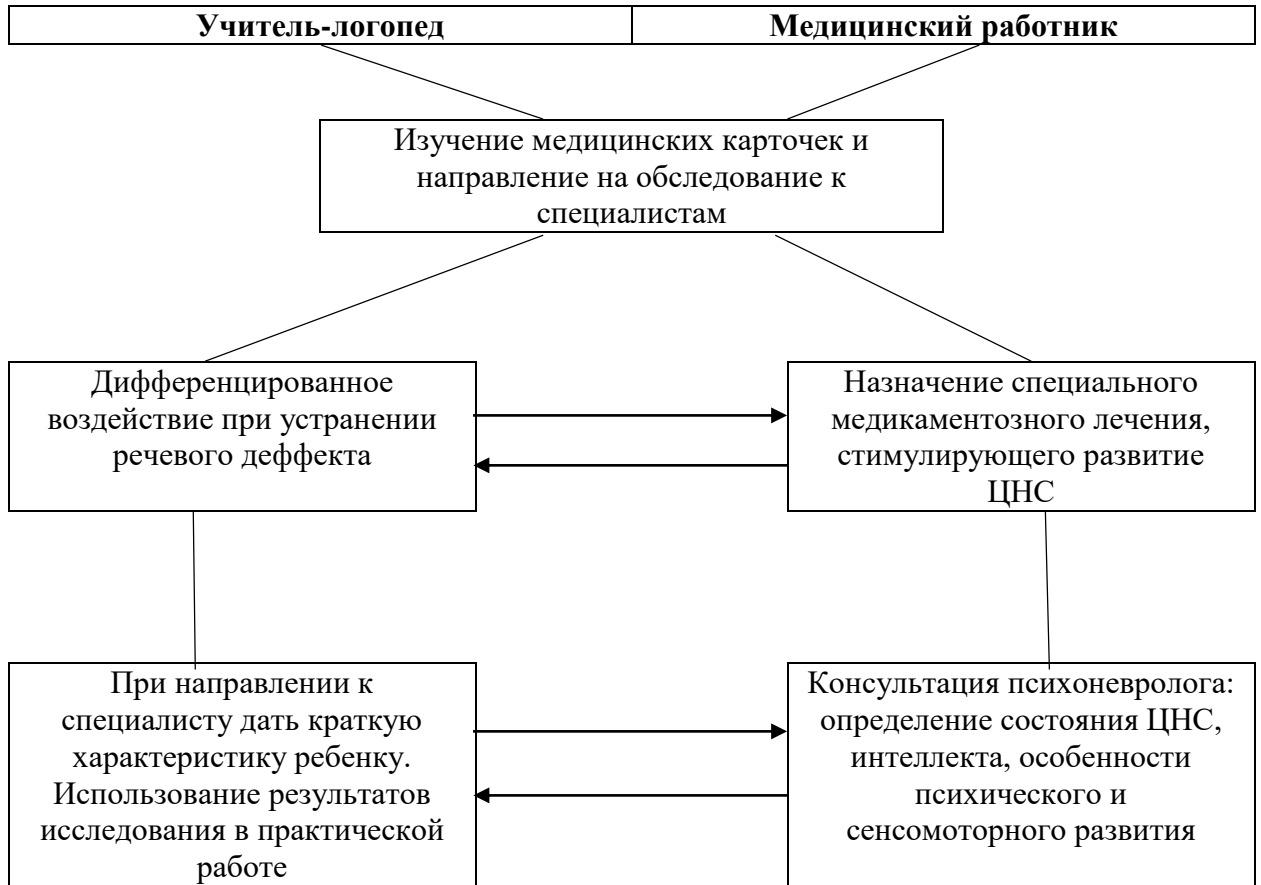 Учитель-логопед
Медицинский работник
Изучение медицинских карточек и
направление на обследование к
специалистам
Дифференцированное
воздействие при устранении
речевого деффекта
Назначение специального
медикаментозного лечения,
стимулирующего развитие
ЦНС
При направлении к
специалисту дать краткую
характеристику ребенку.
Использование результатов
исследования в практической
работе
Консультация психоневролога:
определение состояния ЦНС,
интеллекта, особенности
психического и
сенсомоторного развития